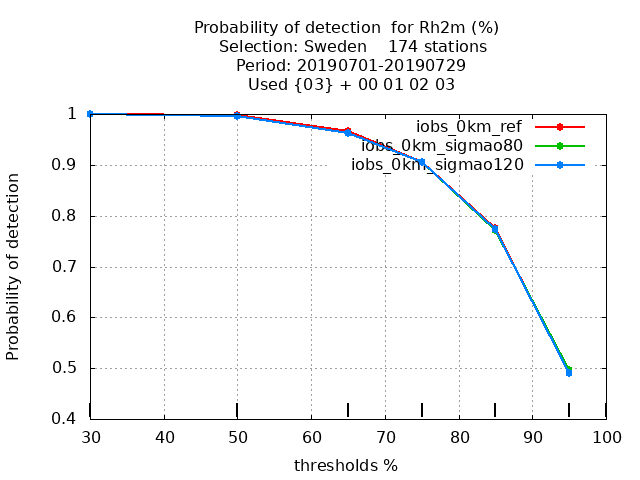 Probability of detection  for Rh2m (%)
Selection: Sweden    174 stations
Period: 20190701-20190729
Used {03} + 00 01 02 03
iobs_0km_ref
iobs_0km_sigmao80
iobs_0km_sigmao120
Probability of detection
1
0.9
0.8
0.7
0.6
0.5
0.4
30 40 50 60 70 80 90 100
thresholds %